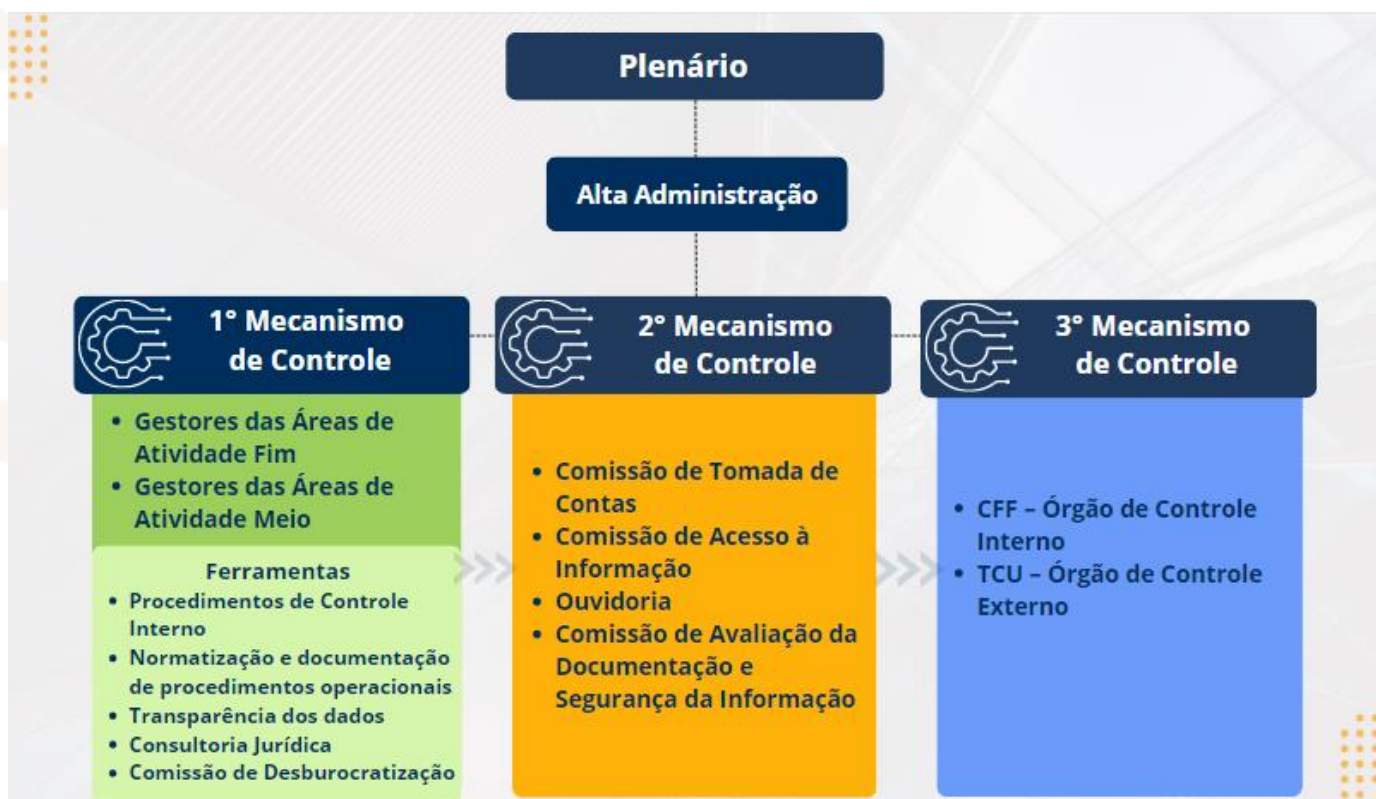 Plenário
Alta Administração
1° Mecanismo
de Controle
• Gestores das Áreas de
Atividade Fim
• Gestores das Áreas de
Atividade Meio
Ferramentas
• Procedimentos de Controle
Interno
• Normatização e documentação
de procedimentos operacionais
• Transparência dos dados
• Consultoria Jurídica
• Comissão de Desburocratização
2° Mecanismo
de Controle
• Comissão de Tomada de
Contas
• Comissão de Acesso à
Informação
• Ouvidoria
• Comissão de Avaliação da
Documentação e
Segurança da Informação
3° Mecanismo
de Controle
• CFF – Órgão de Controle
Interno
• TCU – Órgão de Controle
Externo